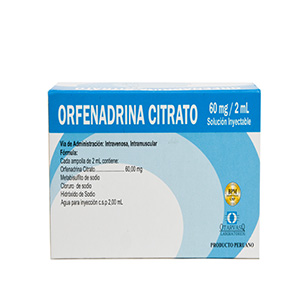 ORFENADRINA CITRATO
60 mg / 2 mL
Solución Inyectable
Vía de Administración: Intravenosa, Intramuscular
Fórmula:
Cada ampolla de 2 mL contiene:
Orfenadrina Citrato 60,00 mg
Metabisulfito de sodio
Cloruro de sodio
Hidróxido de Sodio
Agua para inyección c.s.p 2,00 mL
BPM
PRODUCTO PERUANO